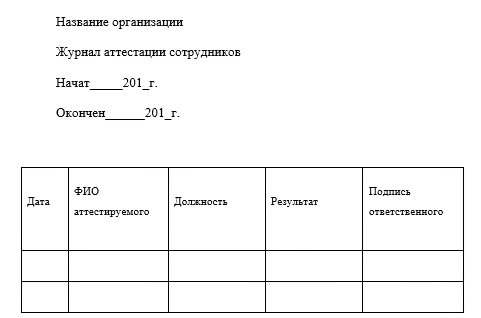 Название организации
Журнал аттестации сотрудников
Начат_____201_г.
Окончен______201_г.
Дата
ФИО
аттестируемого
Должность
Результат
Подпись
ответственного